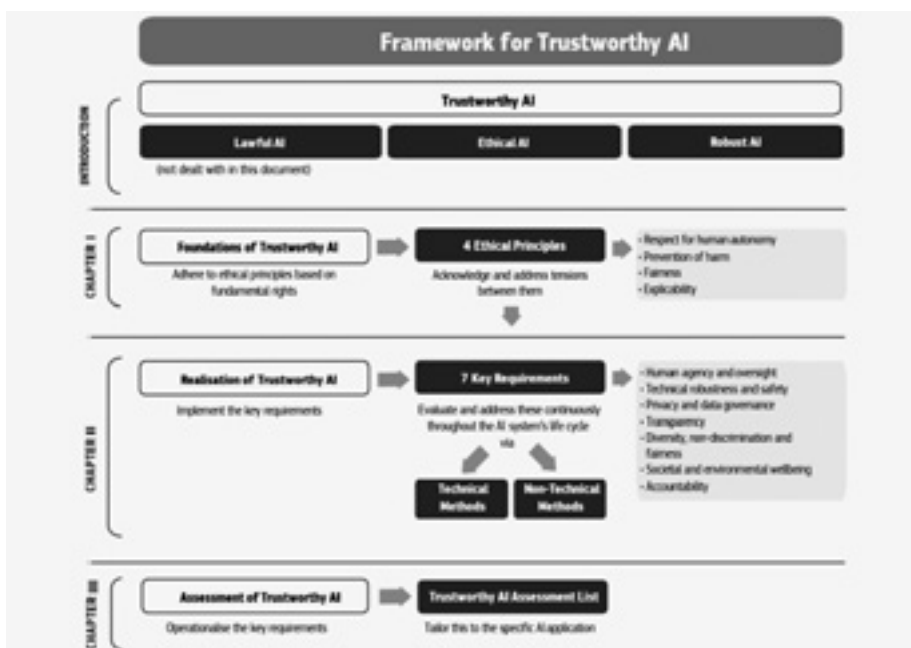 Framework for Trustworthy AI
INTRODUCTION
Trustworthy AI
Lawful AI
Ethical AI
Robust AI
(not dealt with in this document)
CHAPTER I
Foundations of Trustworthy AI
Adhere to ethical principles based on
fundamental rights
4 Ethical Principles
Acknowledge and address tensions
between them
• Respect for human autonomy
• Prevention of harm
• Fairness
• Explicability
CHAPTER II
Realisation of Trustworthy AI
Implement the key requirements
7 Key Requirements
Evaluate and address these continuously
throughout the AI system's life cycle
via
Technical
Methods
Non-Technical
Methods
• Human agency and oversight
• Technical robustness and safety
• Privacy and data governance
• Transparency
• Diversity, non-discrimination and
fairness
• Societal and environmental wellbeing
• Accountability
CHAPTER III
Assessment of Trustworthy AI
Operationalise the key requirements
Trustworthy AI Assessment List
Tailor this to the specific AI application